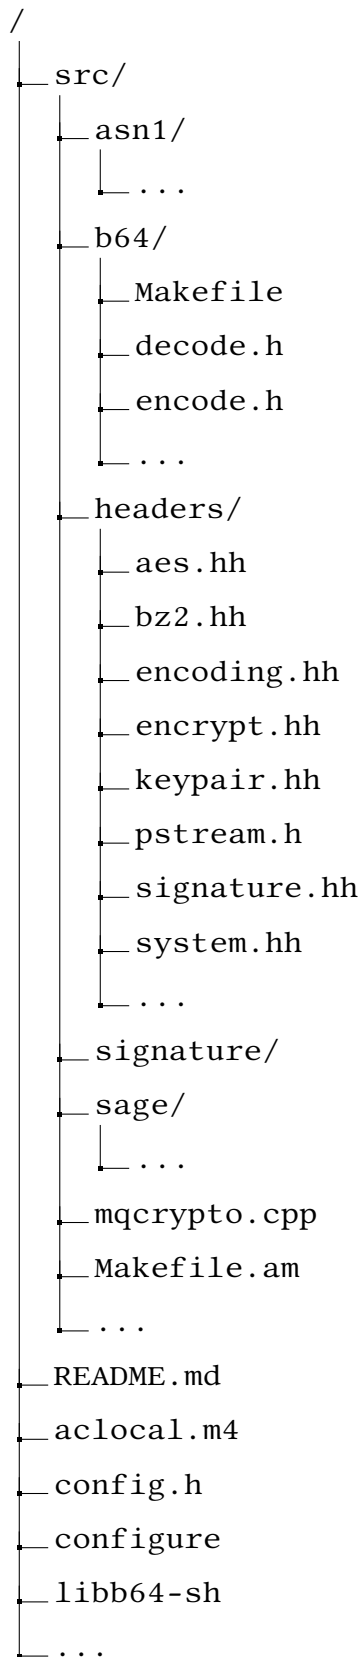 /
src/
asn1/
...
b64/
Makefile
decode.h
encode.h
...
headers/
aes.hh
bz2.hh
encoding.hh
encrypt.hh
keypair.hh
pstream.h
signature.hh
system.hh
...
signature/
sage/
...
mqcrypto.cpp
Makefile.am
...
README.md
aclocal.m4
config.h
configure
libb64-sh
...